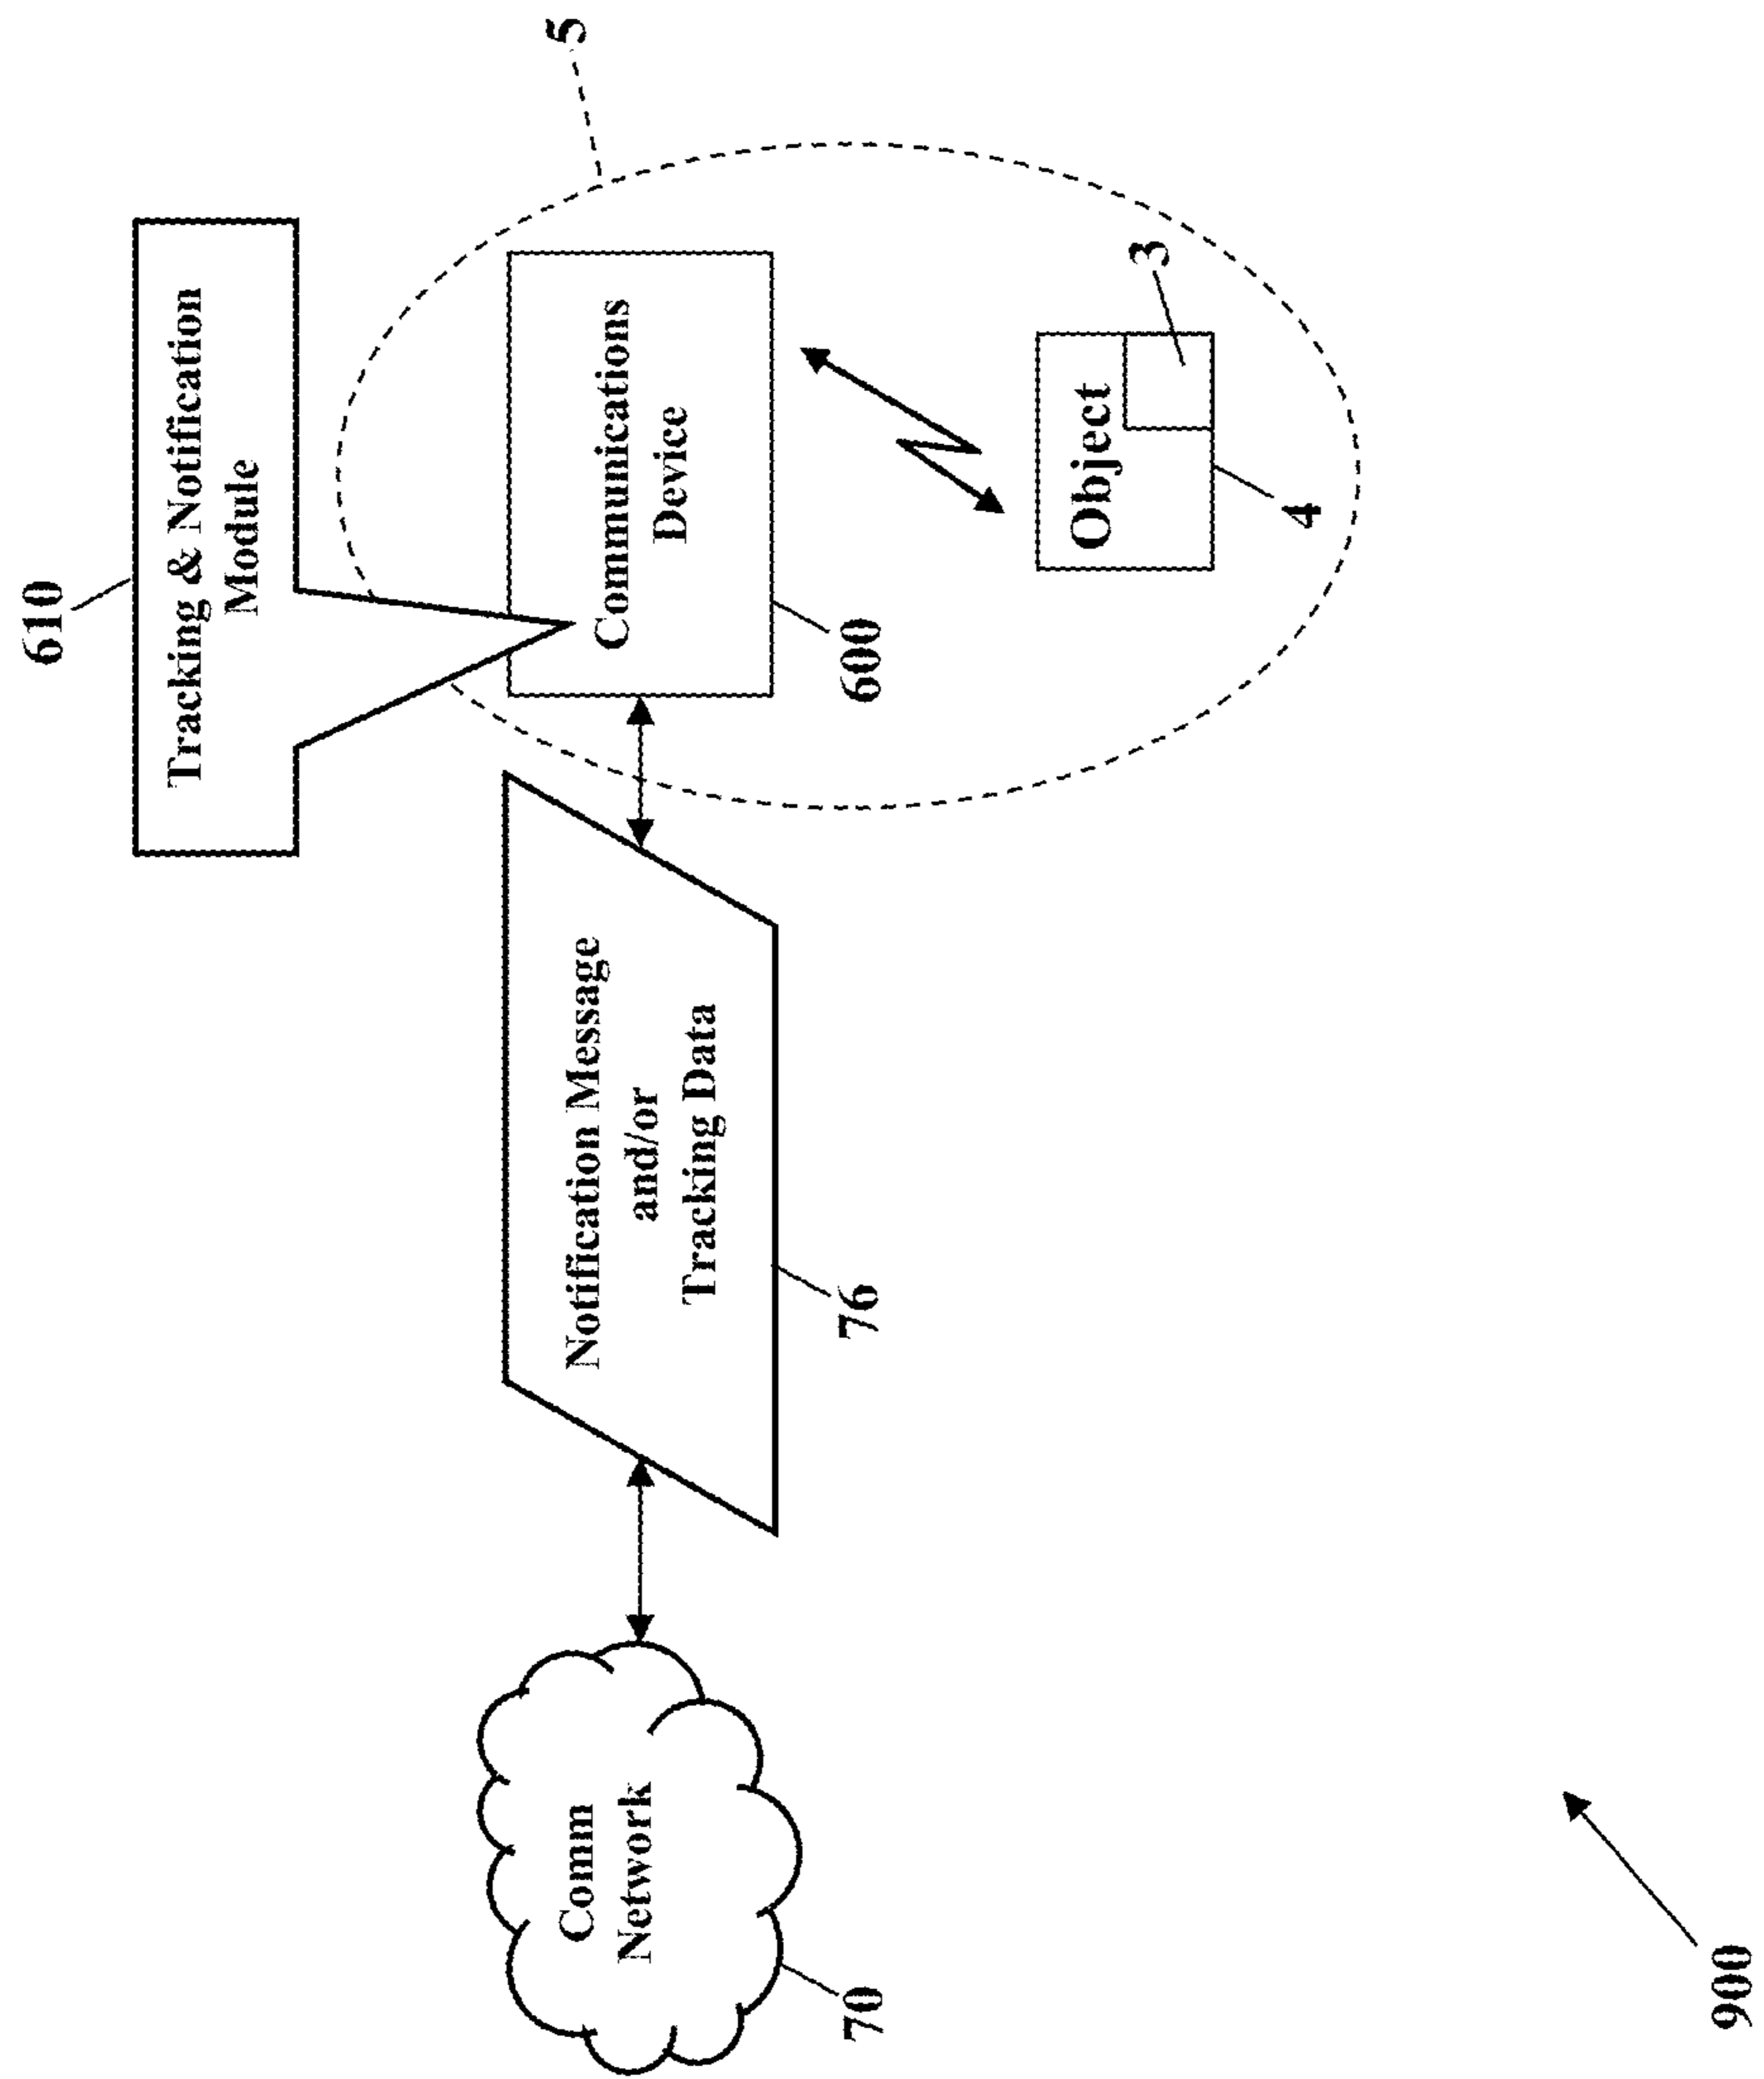 610
Tracking & Notification
Module
5
Comm
Network
70
Notification Message
and/or
Tracking Data
76
Communications
Device
600
Object
3
4
900